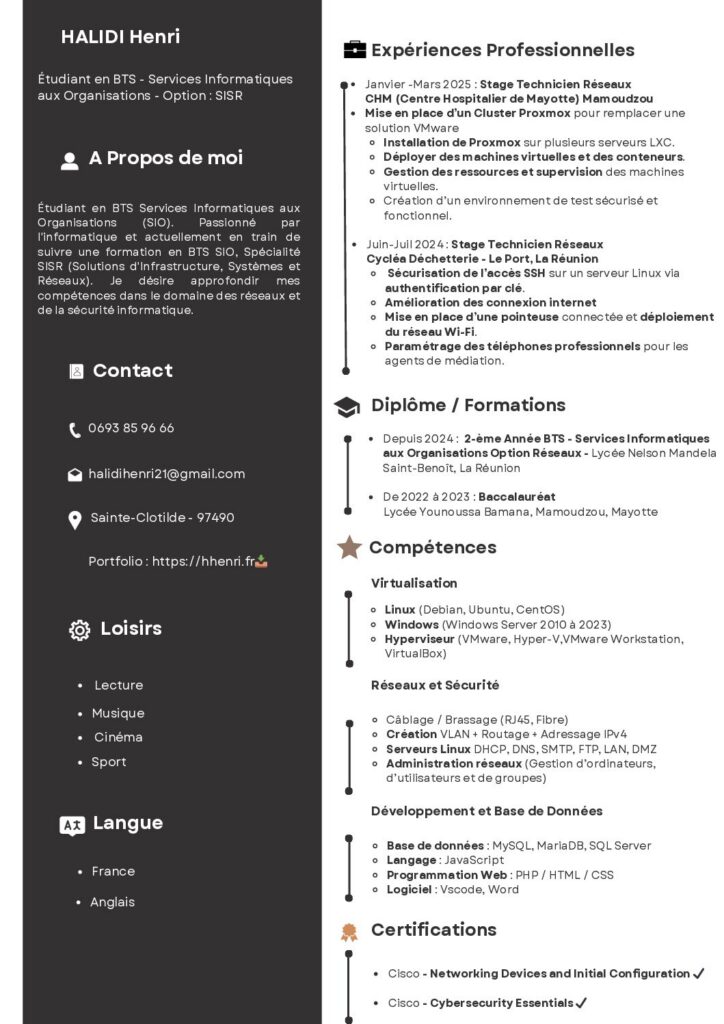 HALIDI Henri
Étudiant en BTS - Services Informatiques
aux Organisations - Option : SISR
A Propos de moi
Étudiant en BTS Services Informatiques aux
Organisations (SIO). Passionné par
l'informatique et actuellement en train de
suivre une formation en BTS SIO, Spécialité
SISR (Solutions d'Infrastructure, Systèmes et
Réseaux). Je désire approfondir mes
compétences dans le domaine des réseaux et
de la sécurité informatique.
Contact
0693 85 96 66
halidihenri21@gmail.com
Sainte-Clotilde - 97490
Portfolio : https://hhenri.fr
Loisirs
• Lecture
• Musique
• Cinéma
• Sport
Langue
• France
• Anglais
Expériences Professionnelles
• Janvier -Mars 2025 : Stage Technicien Réseaux
CHM (Centre Hospitalier de Mayotte) Mamoudzou
• Mise en place d'un Cluster Proxmox pour remplacer une
solution VMware
◦ Installation de Proxmox sur plusieurs serveurs LXC.
◦ Déployer des machines virtuelles et des conteneurs.
◦ Gestion des ressources et supervision des machines
virtuelles.
◦ Création d'un environnement de test sécurisé et
fonctionnel.
• Juin-Juil 2024 : Stage Technicien Réseaux
Cycléa Déchetterie - Le Port, La Réunion
◦ Sécurisation de l'accès SSH sur un serveur Linux via
authentification par clé.
◦ Amélioration des connexion internet
◦ Mise en place d'une pointeuse connectée et déploiement
du réseau Wi-Fi.
◦ Paramétrage des téléphones professionnels pour les
agents de médiation.
Diplôme / Formations
• Depuis 2024 : 2-ème Année BTS - Services Informatiques
aux Organisations Option Réseaux - Lycée Nelson Mandela
Saint-Benoît, La Réunion
• De 2022 à 2023 : Baccalauréat
Lycée Younoussa Bamana, Mamoudzou, Mayotte
Compétences
Virtualisation
◦ Linux (Debian, Ubuntu, CentOS)
◦ Windows (Windows Server 2010 à 2023)
◦ Hyperviseur (VMware, Hyper-V,VMware Workstation,
VirtualBox)
Réseaux et Sécurité
◦ Câblage / Brassage (RJ45, Fibre)
◦ Création VLAN + Routage + Adressage IPv4
◦ Serveurs Linux DHCP, DNS, SMTP, FTP, LAN, DMZ
◦ Administration réseaux (Gestion d'ordinateurs,
d'utilisateurs et de groupes)
Développement et Base de Données
◦ Base de données : MySQL, MariaDB, SQL Server
◦ Langage : JavaScript
◦ Programmation Web : PHP / HTML / CSS
◦ Logiciel : Vscode, Word
Certifications
• Cisco - Networking Devices and Initial Configuration ✓
• Cisco - Cybersecurity Essentials ✓